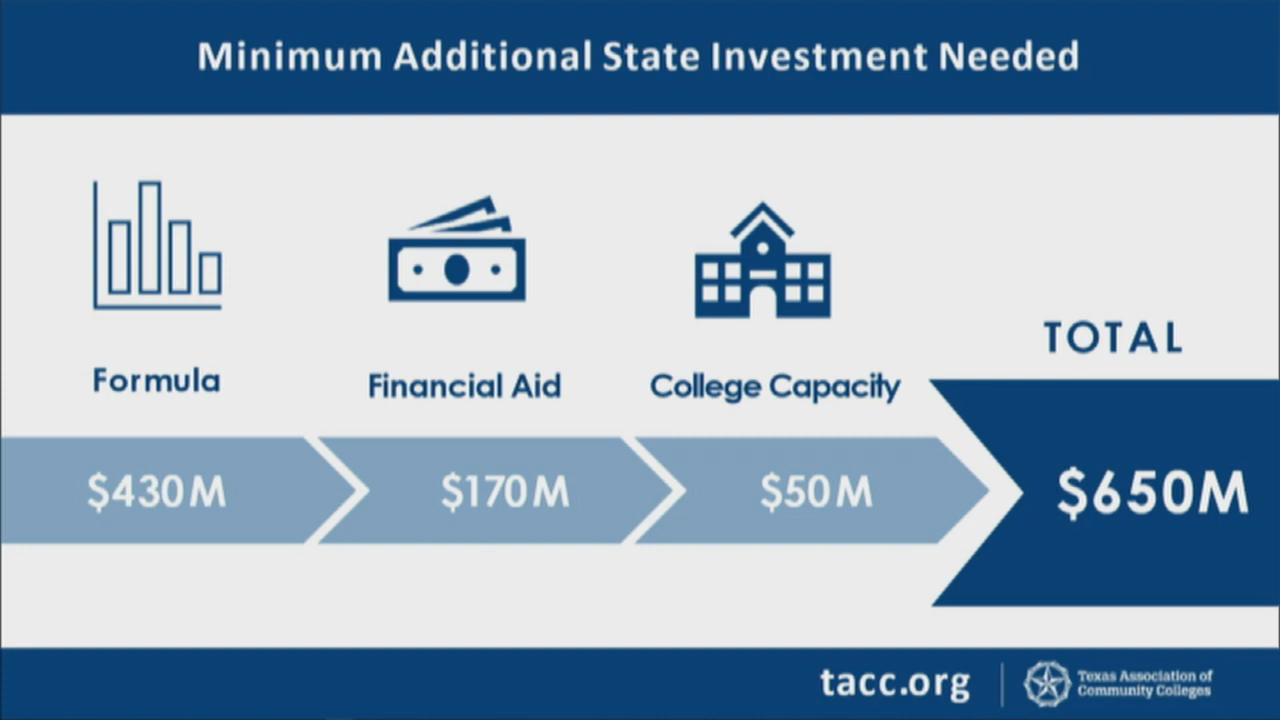 Minimum Additional State Investment Needed
Formula
Financial Aid
College Capacity
TOTAL
$430M
$170M
$50M
$650M
tacc.org
Texas Association of
Community Colleges